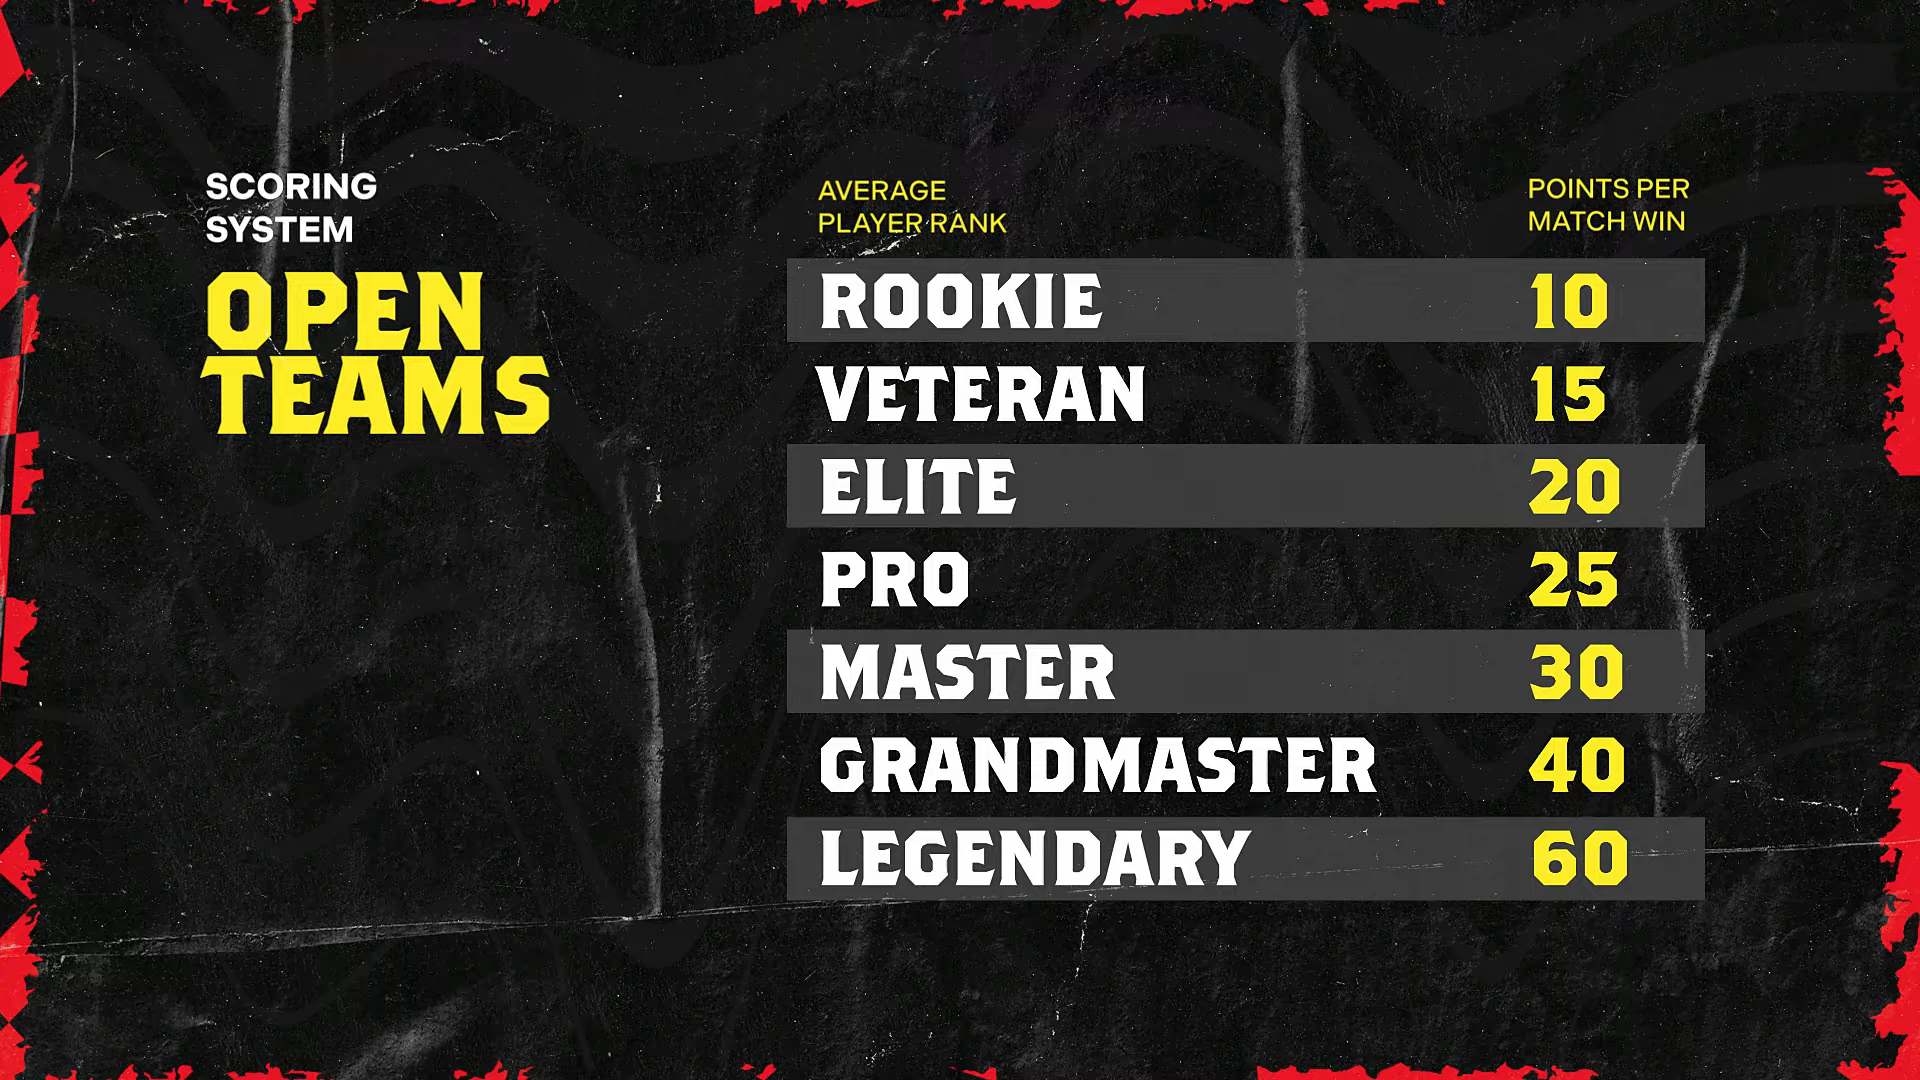 SCORING
SYSTEM
OPEN
TEAMS
AVERAGE
PLAYER RANK
POINTS PER
MATCH WIN
ROOKIE 10
VETERAN 15
ELITE 20
PRO 25
MASTER 30
GRANDMASTER 40
LEGENDARY 60